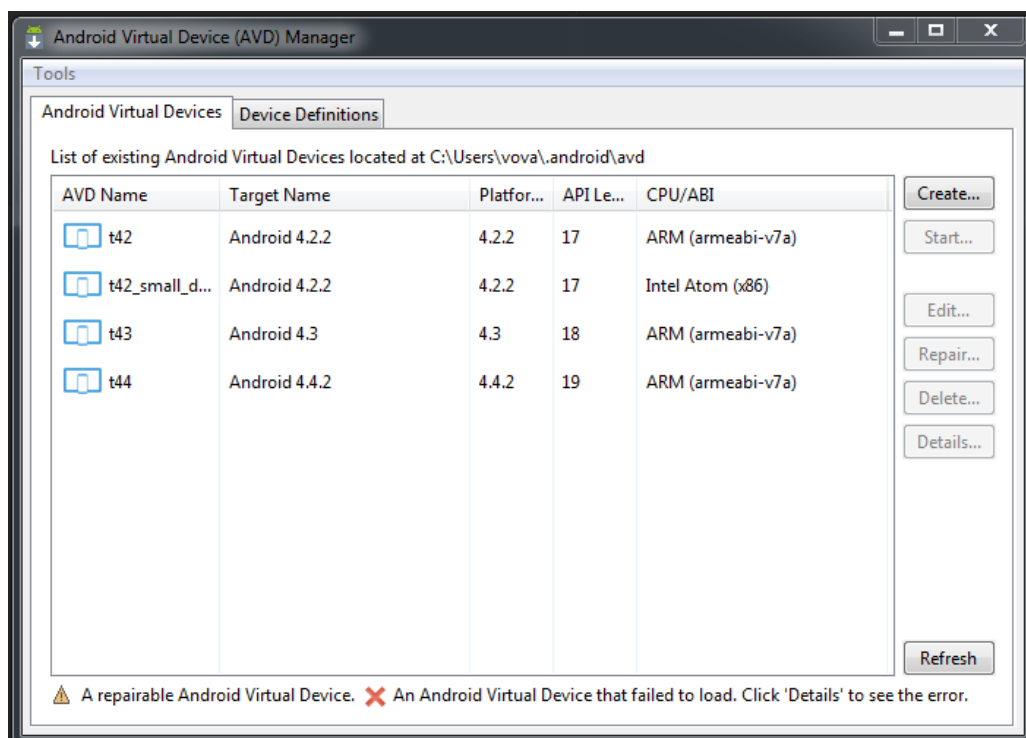 Android Virtual Device (AVD) Manager
Tools
Android Virtual Devices Device Definitions
List of existing Android Virtual Devices located at C:\Users\vova\.android\avd
AVD Name Target Name Platfor... API Le... CPU/ABI Create...
t42 Android 4.2.2 4.2.2 17 ARM (armeabi-v7a) Start...
t42_small_d... Android 4.2.2 4.2.2 17 Intel Atom (x86)
Edit...
t43 Android 4.3 4.3 18 ARM (armeabi-v7a)
Repair...
t44 Android 4.4.2 4.4.2 19 ARM (armeabi-v7a)
Delete...
Details...
Refresh
A repairable Android Virtual Device. An Android Virtual Device that failed to load. Click 'Details' to see the error.